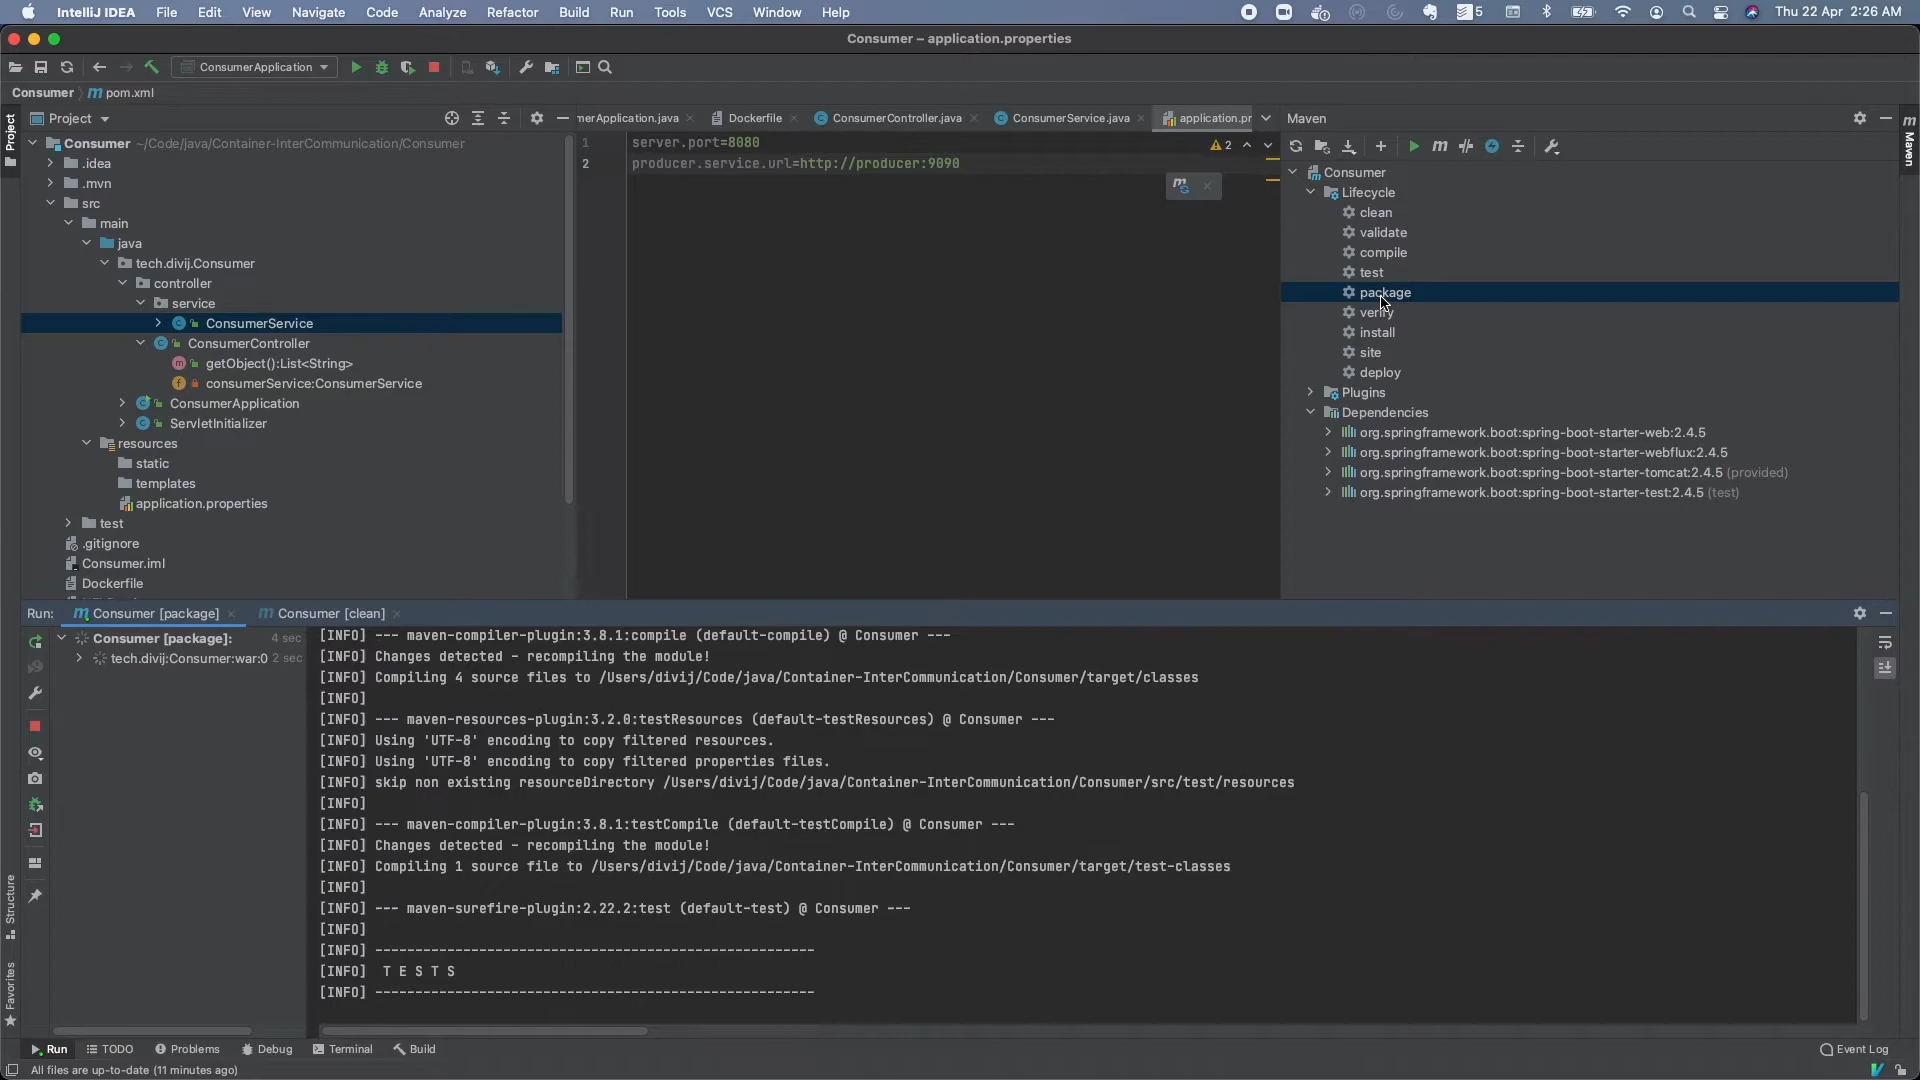 IntelliJ IDEA File Edit View Navigate Code Analyze Refactor Build Run Tools VCS Window Help 5 Thu 22 Apr 2:26 AM
Consumer – application.properties
ConsumerApplication
Consumer pom.xml
Project
merApplication.java Dockerfile ConsumerController.java ConsumerService.java application.pr
Maven
Project
Maven
Structure
Favorites
Consumer ~/Code/java/Container-InterCommunication/Consumer
.idea
.mvn
src
main
java
tech.divij.Consumer
controller
service
ConsumerService
ConsumerController
getObject():List<String>
consumerService:ConsumerService
ConsumerApplication
ServletInitializer
resources
static
templates
application.properties
test
.gitignore
Consumer.iml
Dockerfile
1 server.port=8080
2 producer.service.url=http://producer:9090
2
Consumer
Lifecycle
clean
validate
compile
test
package
verify
install
site
deploy
Plugins
Dependencies
org.springframework.boot:spring-boot-starter-web:2.4.5
org.springframework.boot:spring-boot-starter-webflux:2.4.5
org.springframework.boot:spring-boot-starter-tomcat:2.4.5 (provided)
org.springframework.boot:spring-boot-starter-test:2.4.5 (test)
Run: Consumer [package] Consumer [clean]
Consumer [package]: 4 sec
tech.divij:Consumer:war:0 2 sec
[INFO] --- maven-compiler-plugin:3.8.1:compile (default-compile) @ Consumer ---
[INFO] Changes detected - recompiling the module!
[INFO] Compiling 4 source files to /Users/divij/Code/java/Container-InterCommunication/Consumer/target/classes
[INFO]
[INFO] --- maven-resources-plugin:3.2.0:testResources (default-testResources) @ Consumer ---
[INFO] Using 'UTF-8' encoding to copy filtered resources.
[INFO] Using 'UTF-8' encoding to copy filtered properties files.
[INFO] skip non existing resourceDirectory /Users/divij/Code/java/Container-InterCommunication/Consumer/src/test/resources
[INFO]
[INFO] --- maven-compiler-plugin:3.8.1:testCompile (default-testCompile) @ Consumer ---
[INFO] Changes detected - recompiling the module!
[INFO] Compiling 1 source file to /Users/divij/Code/java/Container-InterCommunication/Consumer/target/test-classes
[INFO]
[INFO] --- maven-surefire-plugin:2.22.2:test (default-test) @ Consumer ---
[INFO]
[INFO] -------------------------------------------------------
[INFO] T E S T S
[INFO] -------------------------------------------------------
Run TODO Problems Debug Terminal Build Event Log
All files are up-to-date (11 minutes ago)